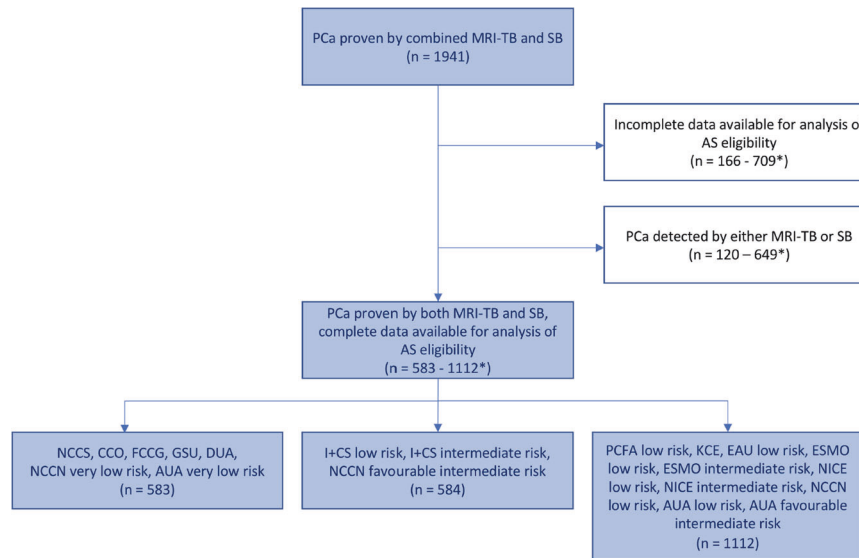 PCa proven by combined MRI-TB and SB
(n = 1941)
Incomplete data available for analysis o
AS eligibility
(n = 166 - 709*)
PCa detected by either MRI-TB or SB
(n = 120 – 649*)
PCa proven by both MRI-TB and SB,
complete data available for analysis of
AS eligibility
(n = 583 - 1112*)
NCCS, CCO, FCCG, GSU, DUA,
NCCN very low risk, AUA very low risk
(n = 583)
I+CS low risk, I+CS intermediate risk,
NCCN favourable intermediate risk
(n = 584)
PCFA low risk, KCE, EAU low risk, ESMO
low risk, ESMO intermediate risk, NICE
low risk, NICE intermediate risk, NCCN
low risk, AUA low risk, AUA favourable
intermediate risk
(n = 1112)